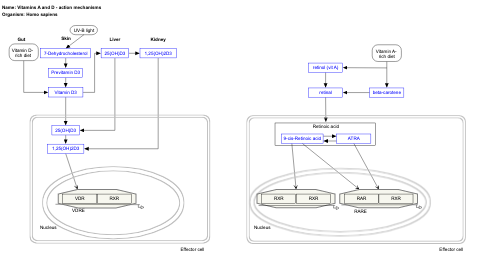 Name: Vitamins A and D - action mechanisms
Organism: Homo sapiens
UV-B light
Gut
Skin
Liver
Kidney
Vitamin D-
rich diet
7-Dehydrocholesterol
25(OH)D3
1,25(OH)2D3
Previtamin D3
Vitamin D3
25(OH)D3
1,25(OH)2D3
VDR
RXR
VDRE
Nucleus
Effector cell
Vitamin A-
rich diet
retinol (vit A)
retinal
beta-carotene
Retinoic acid
9-cis-Retinoic acid
ATRA
RXR
RXR
RAR
RXR
RARE
Nucleus
Effector cell